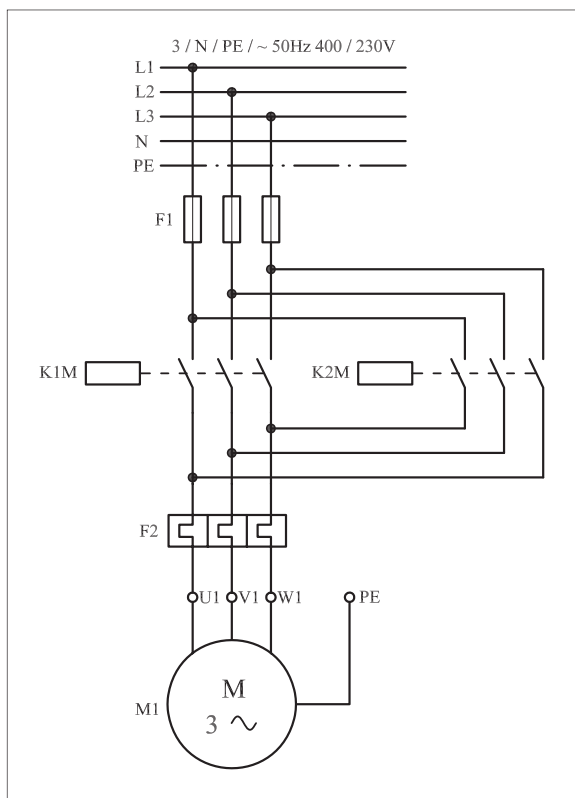 3 / N / PE / ~ 50Hz 400 / 230V
L1
L2
L3
N
PE
F1
K1M
K2M
F2
U1 V1 W1 PE
M1
M
3 ~